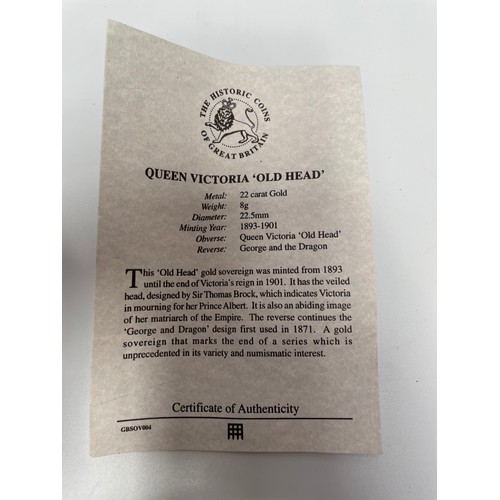 THE HISTORIC COINS
OF GREAT BRITAIN
QUEEN VICTORIA 'OLD HEAD'
Metal: 22 carat Gold
Weight: 8g
Diameter: 22.5mm
Minting Year: 1893-1901
Obverse: Queen Victoria 'Old Head'
Reverse: George and the Dragon
This 'Old Head' gold sovereign was minted from 1893
until the end of Victoria's reign in 1901. It has the veiled
head, designed by Sir Thomas Brock, which indicates Victoria
in mourning for her Prince Albert. It is also an abiding image
of her matriarch of the Empire. The reverse continues the
'George and Dragon' design first used in 1871. A gold
sovereign that marks the end of a series which is
unprecedented in its variety and numismatic interest.
Certificate of Authenticity
GBSOV004